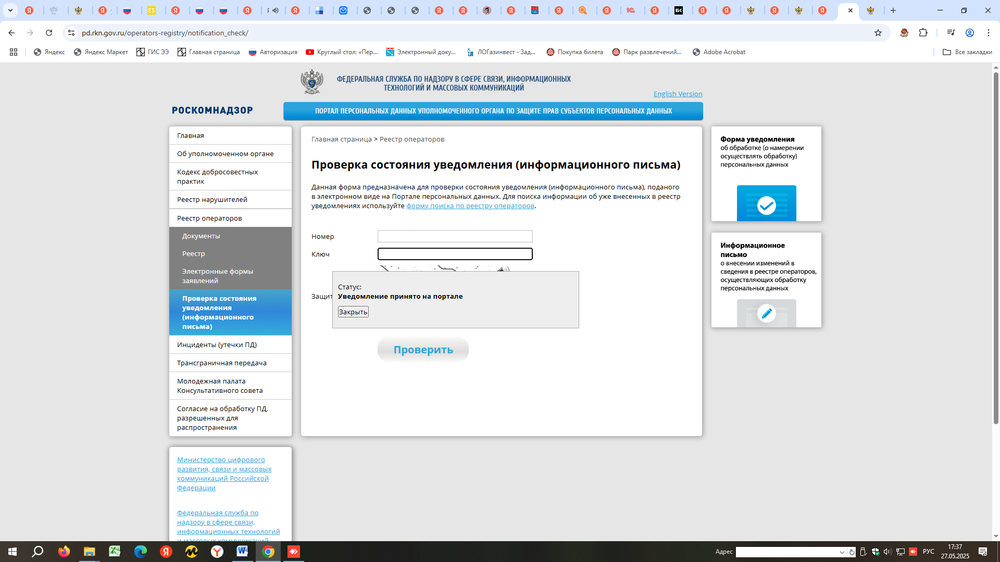 pd.rkn.gov.ru/operators-registry/notification_check/
Яндекс
Яндекс Маркет
ГИС ЭЭ
Главная страница
Авторизация
Круглый стол: «Пер...
Электронный доку...
ЛОГазинвест - Зад...
Покупка билета
Парк развлечений...
Adobe Acrobat
Все закладки
ФЕДЕРАЛЬНАЯ СЛУЖБА ПО НАДЗОРУ В СФЕРЕ СВЯЗИ, ИНФОРМАЦИОННЫХ
ТЕХНОЛОГИЙ И МАССОВЫХ КОММУНИКАЦИЙ
English Version
РОСКОМНАДЗОР
ПОРТАЛ ПЕРСОНАЛЬНЫХ ДАННЫХ УПОЛНОМОЧЕННОГО ОРГАНА ПО ЗАЩИТЕ ПРАВ СУБЪЕКТОВ ПЕРСОНАЛЬНЫХ ДАННЫХ
Главная
Об уполномоченном органе
Кодекс добросовестных
практик
Реестр нарушителей
Реестр операторов
Документы
Реестр
Электронные формы
заявлений
Проверка состояния
уведомления
(информационного
письма)
Инциденты (утечки ПД)
Трансграничная передача
Молодежная палата
Консультативного совета
Согласие на обработку ПД,
разрешенных для
распространения
Министерство цифрового
развития, связи и массовых
коммуникаций Российской
Федерации
Федеральная служба по
надзору в сфере связи,
информационных технологий
и массовых коммуникаций
Главная страница > Реестр операторов
Проверка состояния уведомления (информационного письма)
Данная форма предназначена для проверки состояния уведомления (информационного письма), поданого
в электронном виде на Портале персональных данных. Для поиска информации об уже внесенных в реестр
уведомлениях используйте форму поиска по реестру операторов.
Номер
Ключ
Защит
Статус:
Уведомление принято на портале
Закрыть
Проверить
Форма уведомления
об обработке (о намерении
осуществлять обработку)
персональных данных
Информационное
письмо
о внесении изменений в
сведения в реестре операторов,
осуществляющих обработку
персональных данных
Адрес
РУС
17:37
27.05.2025